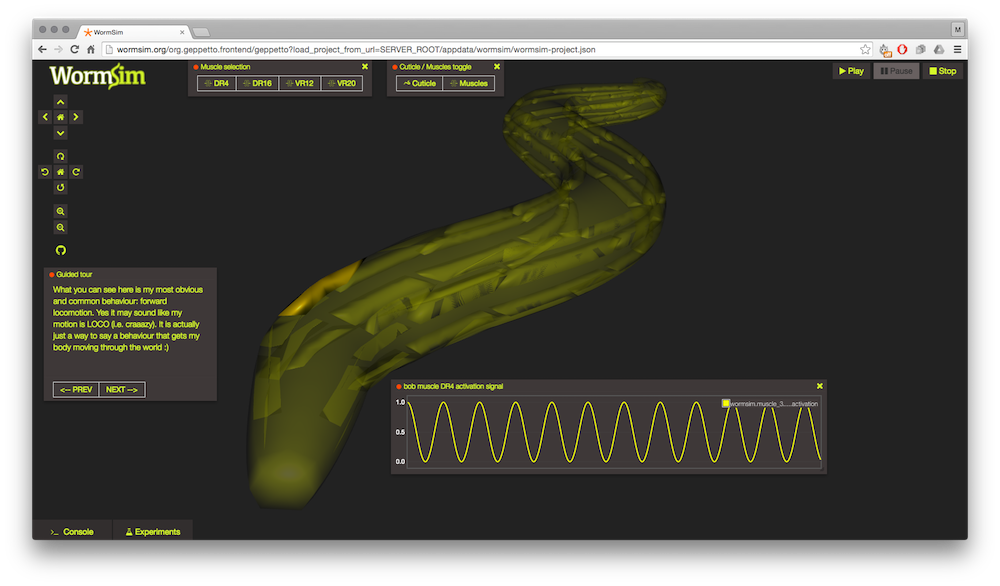 WormSim
M
wormsim.org/org.geppetto.frontend/geppetto?load_project_from_url=SERVER_ROOT/appdata/wormsim/wormsim-project.json
WormSim
Muscle selection
DR4 DR16 VR12 VR20
Cuticle / Muscles toggle
Cuticle Muscles
Play Pause Stop
Guided tour
What you can see here is my most obvious
and common behaviour: forward
locomotion. Yes it may sound like my
motion is LOCO (i.e. craaazy). It is actually
just a way to say a behaviour that gets my
body moving through the world :)
<-- PREV NEXT -->
bob muscle DR4 activation signal
wormsim.muscle_3.....activation
1.0
0.5
0.0
>_ Console
Experiments